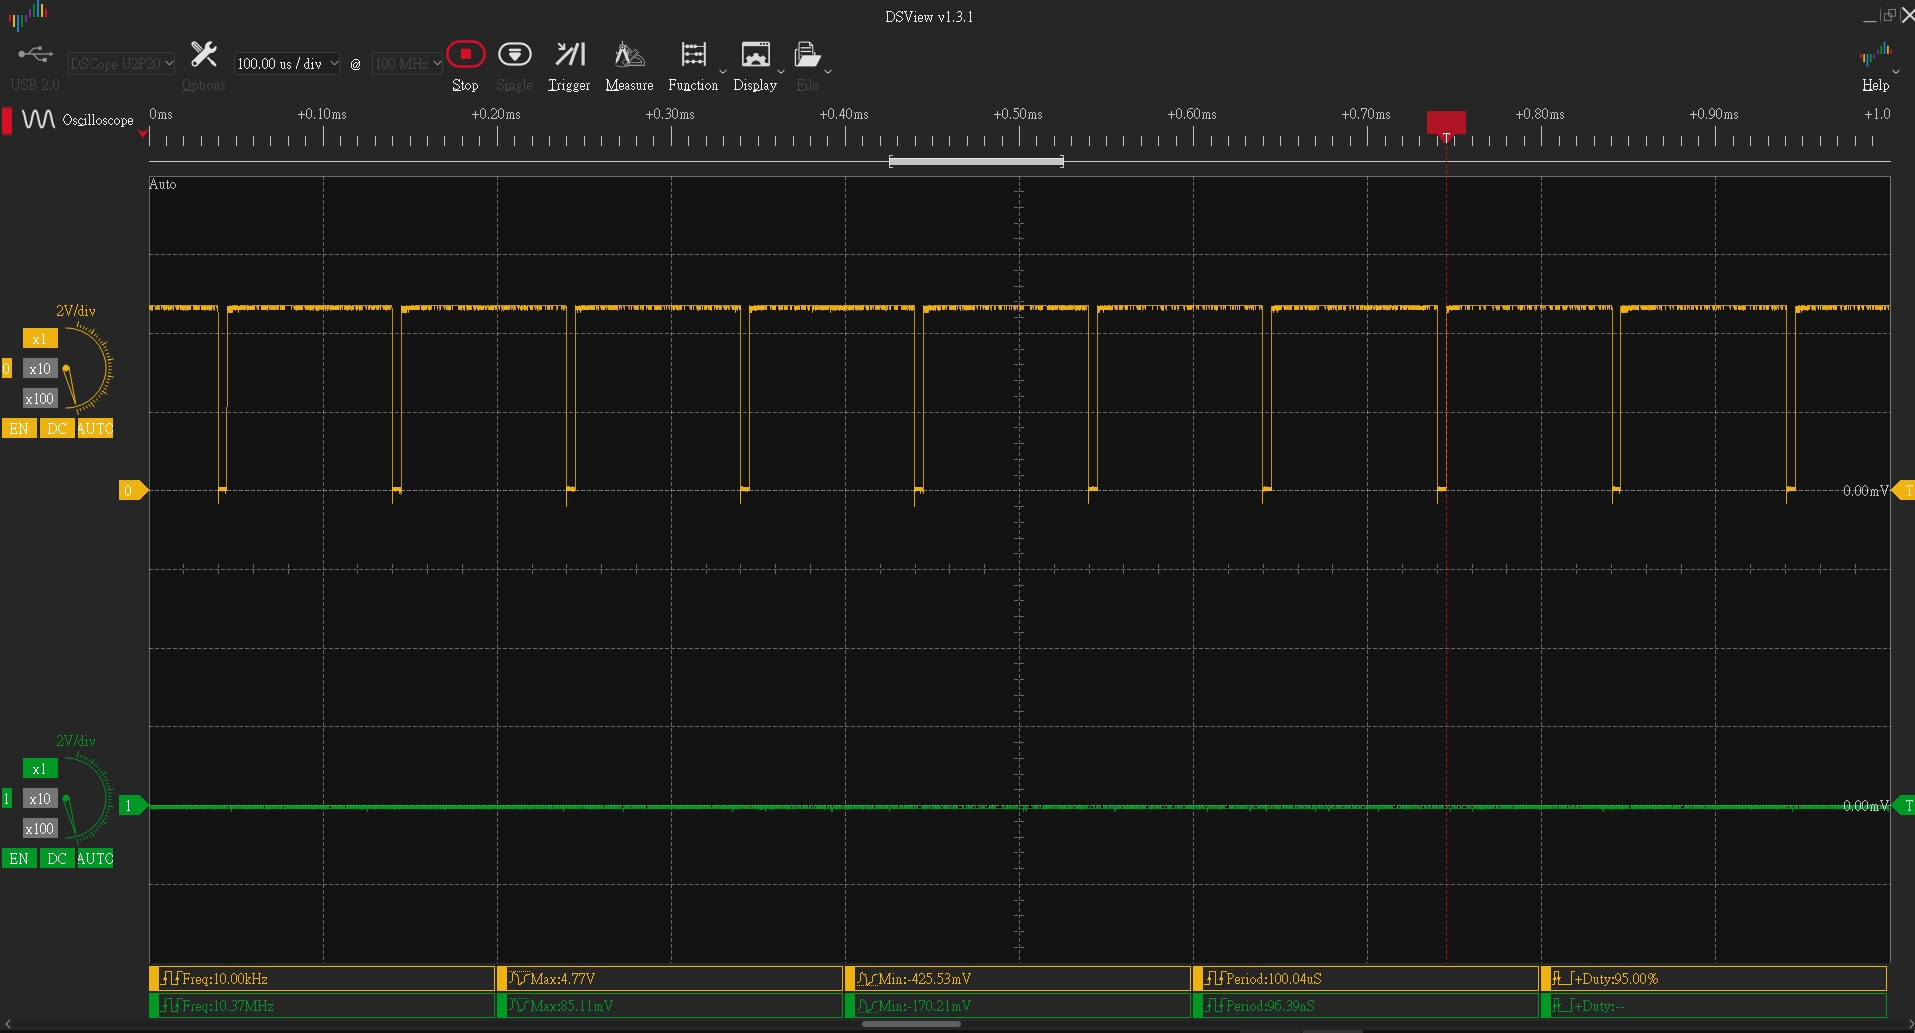 DSView v1.3.1
USB 2.0
DSCope U2P20
Options
100.00 us / div
@
100 MHz
Stop
Single
Trigger
Measure
Function
Display
File
Help
Oscilloscope
0ms +0.10ms +0.20ms +0.30ms +0.40ms +0.50ms +0.60ms +0.70ms +0.80ms +0.90ms +1.0
T
Auto
2V/div
x1
0
x10
x100
EN DC AUTO
0
0.00mV
T
2V/div
x1
1
x10
x100
EN DC AUTO
1
0.00mV
T
Freq:10.00kHz Max:4.77V Min:-425.53mV Period:100.04uS +Duty:95.00%
Freq:10.37MHz Max:85.11mV Min:-170.21mV Period:96.39nS +Duty:--